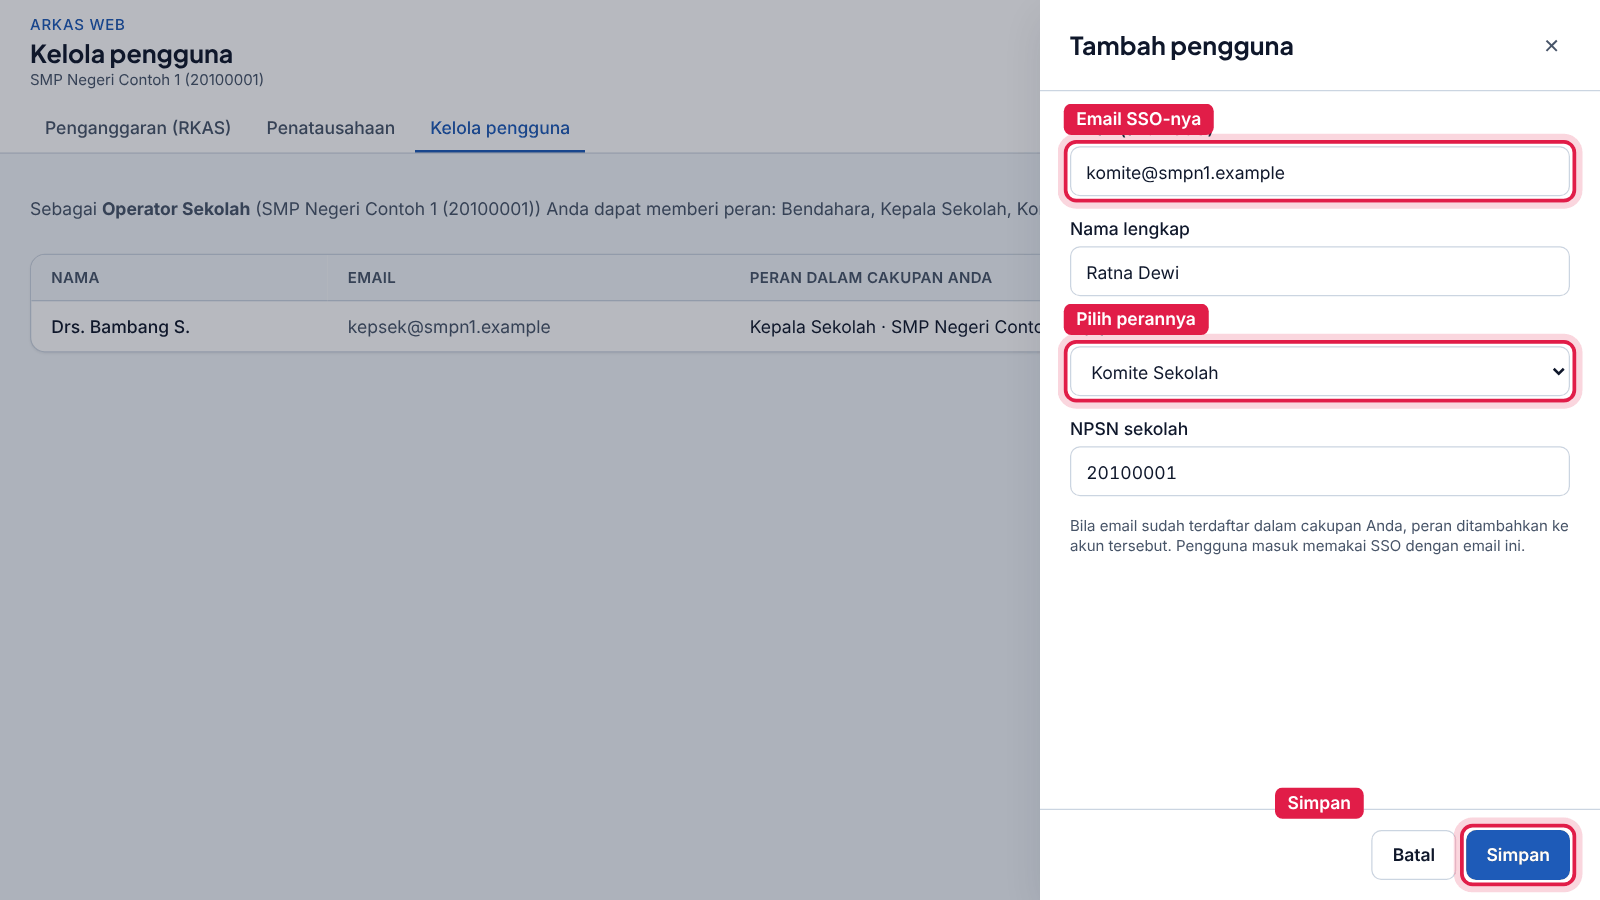 ARKAS WEB
Kelola pengguna
SMP Negeri Contoh 1 (20100001)
Penganggaran (RKAS)
Penatausahaan
Kelola pengguna
Sebagai Operator Sekolah (SMP Negeri Contoh 1 (20100001)) Anda dapat memberi peran: Bendahara, Kepala Sekolah,
NAMA
EMAIL
PERAN DALAM CAKUPAN ANDA
Drs. Bambang S.
kepsek@smpn1.example
Kepala Sekolah · SMP Negeri
Tambah pengguna
Email SSO-nya
komite@smpn1.example
Nama lengkap
Ratna Dewi
Pilih perannya
Komite Sekolah
NPSN sekolah
20100001
Bila email sudah terdaftar dalam cakupan Anda, peran ditambahkan ke
akun tersebut. Pengguna masuk memakai SSO dengan email ini.
Simpan
Batal
Simpan